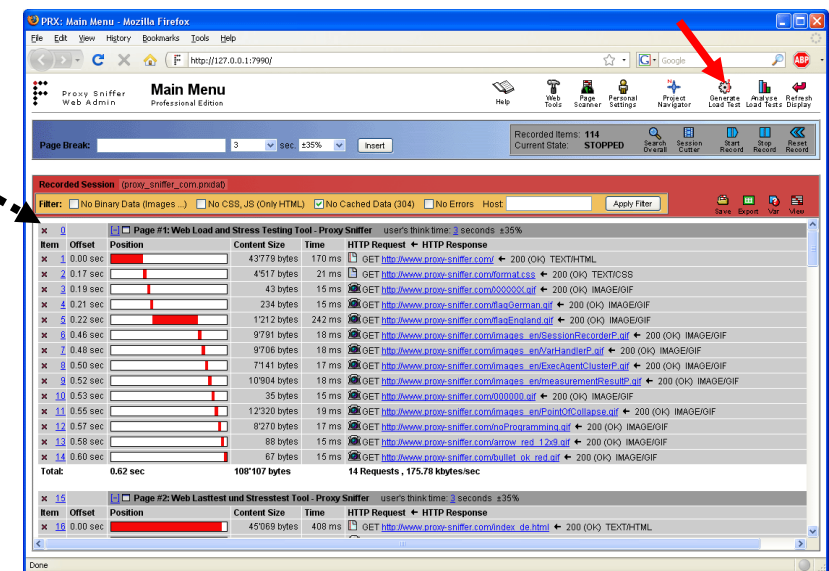 PRX: Main Menu - Mozilla Firefox
File Edit View History Bookmarks Tools Help
http://127.0.0.1:7990/ Google ABP
Proxy Sniffer Web Admin
Main Menu
Professional Edition
Help Web Tools Page Scanner Personal Settings Project Navigator Generate Load Test Analyse Load Tests Refresh Display
Page Break: 3 sec. ±35% Insert
Recorded Items: 114
Current State: STOPPED
Search Overall Session Cutter Start Record Stop Record Reset Record
Recorded Session (proxy_sniffer_com.prxdat)
Filter: No Binary Data (Images ...) No CSS, JS (Only HTML) No Cached Data (304) No Errors Host Apply Filter Save Export Var View
0 [-] Page #1: Web Load and Stress Testing Tool - Proxy Sniffer user's think time: 3 seconds ±35%
Item Offset Position Content Size Time HTTP Request ← HTTP Response
1 0.00 sec 43'779 bytes 170 ms GET http://www.proxy-sniffer.com/ ← 200 (OK) TEXT/HTML
2 0.17 sec 4'517 bytes 21 ms GET http://www.proxy-sniffer.com/format.css ← 200 (OK) TEXT/CSS
3 0.19 sec 43 bytes 15 ms GET http://www.proxy-sniffer.com/XXXXXX.gif ← 200 (OK) IMAGE/GIF
4 0.21 sec 234 bytes 15 ms GET http://www.proxy-sniffer.com/flagGerman.gif ← 200 (OK) IMAGE/GIF
5 0.22 sec 1'212 bytes 242 ms GET http://www.proxy-sniffer.com/flagEngland.gif ← 200 (OK) IMAGE/GIF
6 0.46 sec 9'791 bytes 18 ms GET http://www.proxy-sniffer.com/images_en/SessionRecorderP.gif ← 200 (OK) IMAGE/GIF
7 0.48 sec 9'706 bytes 18 ms GET http://www.proxy-sniffer.com/images_en/VarHandlerP.gif ← 200 (OK) IMAGE/GIF
8 0.50 sec 7'141 bytes 17 ms GET http://www.proxy-sniffer.com/images_en/ExecAgentClusterP.gif ← 200 (OK) IMAGE/GIF
9 0.52 sec 10'904 bytes 18 ms GET http://www.proxy-sniffer.com/images_en/measurementResultP.gif ← 200 (OK) IMAGE/GIF
10 0.53 sec 35 bytes 15 ms GET http://www.proxy-sniffer.com/000000.gif ← 200 (OK) IMAGE/GIF
11 0.55 sec 12'320 bytes 19 ms GET http://www.proxy-sniffer.com/images_en/PointOfCollapse.gif ← 200 (OK) IMAGE/GIF
12 0.57 sec 8'270 bytes 17 ms GET http://www.proxy-sniffer.com/noProgramming.gif ← 200 (OK) IMAGE/GIF
13 0.58 sec 88 bytes 15 ms GET http://www.proxy-sniffer.com/arrow_red_12x9.gif ← 200 (OK) IMAGE/GIF
14 0.60 sec 67 bytes 15 ms GET http://www.proxy-sniffer.com/bullet_ok_red.gif ← 200 (OK) IMAGE/GIF
Total: 0.62 sec 108'107 bytes 14 Requests , 175.78 kbytes/sec
15 [-] Page #2: Web Lasttest und Stresstest Tool - Proxy Sniffer user's think time: 3 seconds ±35%
Item Offset Position Content Size Time HTTP Request ← HTTP Response
16 0.00 sec 45'069 bytes 408 ms GET http://www.proxy-sniffer.com/index_de.html ← 200 (OK) TEXT/HTML
Done